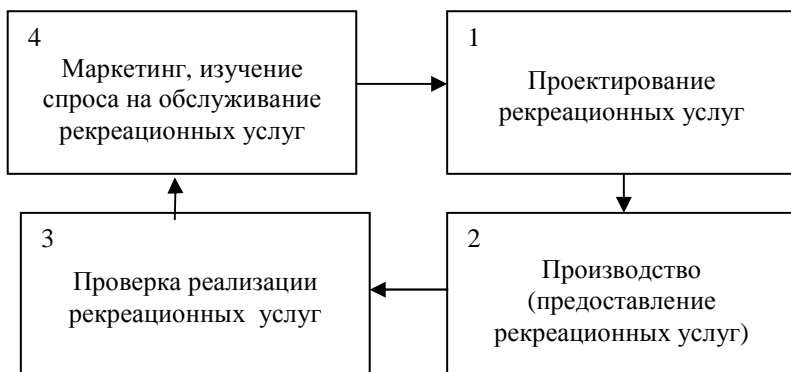 4
Маркетинг, изучение
спроса на обслуживание
рекреационных услуг
1
Проектирование
рекреационных услуг
3
Проверка реализации
рекреационных услуг
2
Производство
(предоставление
рекреационных услуг)